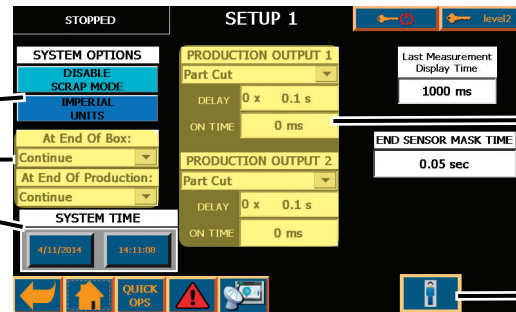 STOPPED
SETUP 1
level2
SYSTEM OPTIONS
DISABLE
SCRAP MODE
IMPERIAL
UNITS
At End Of Box:
Continue
At End Of Production:
Continue
SYSTEM TIME
4/11/2014
14:11:08
PRODUCTION OUTPUT 1
Part Cut
DELAY 0 x 0.1 s
ON TIME 0 ms
PRODUCTION OUTPUT 2
Part Cut
DELAY 0 x 0.1 s
ON TIME 0 ms
Last Measurement
Display Time
1000 ms
END SENSOR MASK TIME
0.05 sec
QUICK
OPS